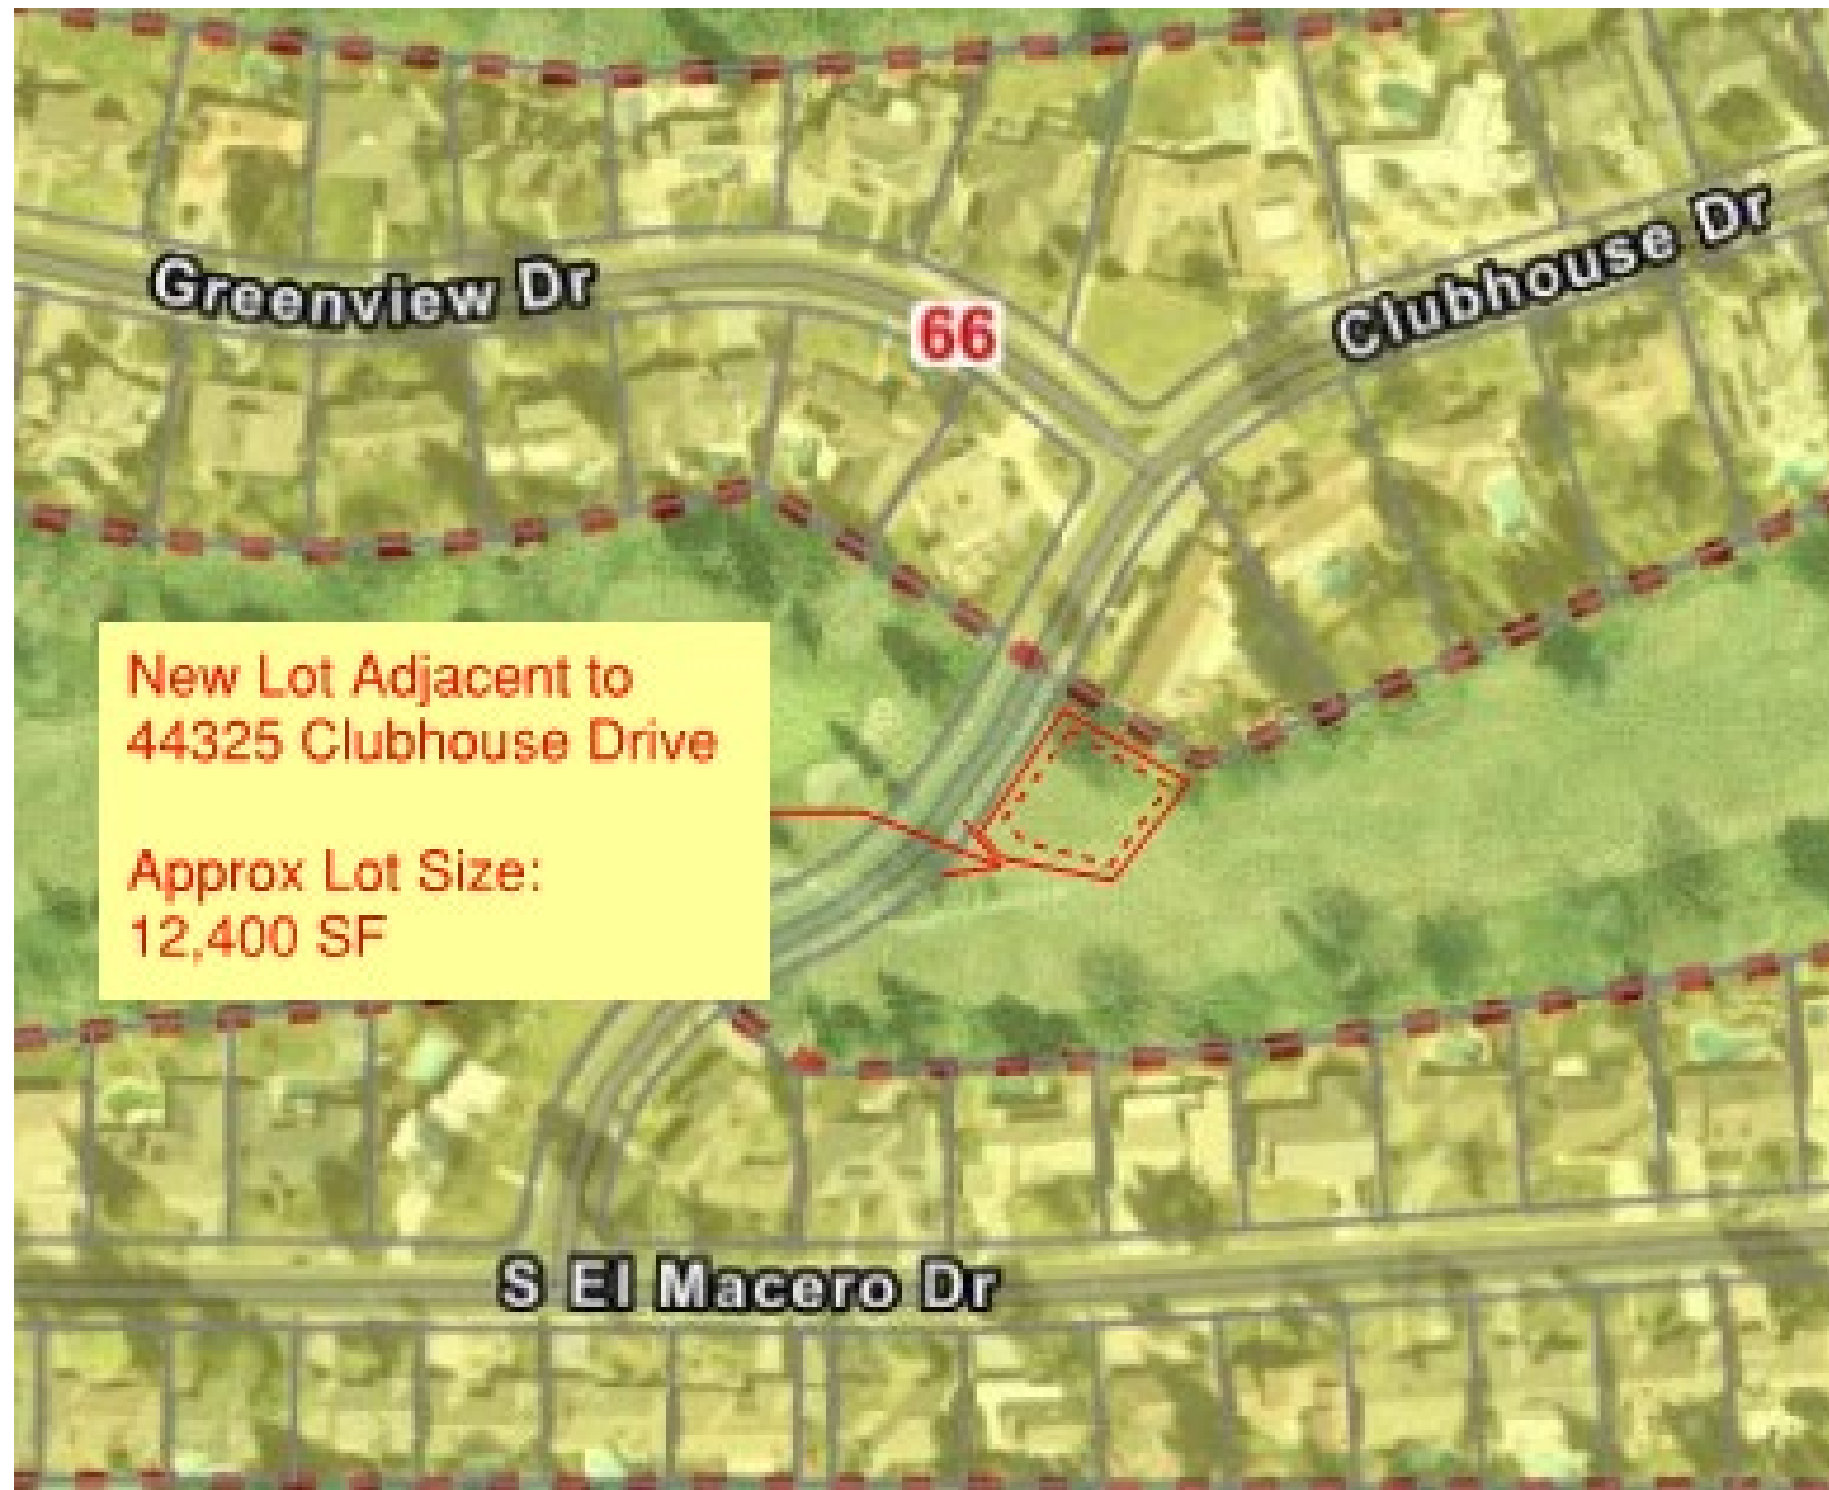 Greenview Dr
Clubhouse Dr
66
New Lot Adjacent to
44325 Clubhouse Drive
Approx Lot Size:
12,400 SF
S El Macero Dr